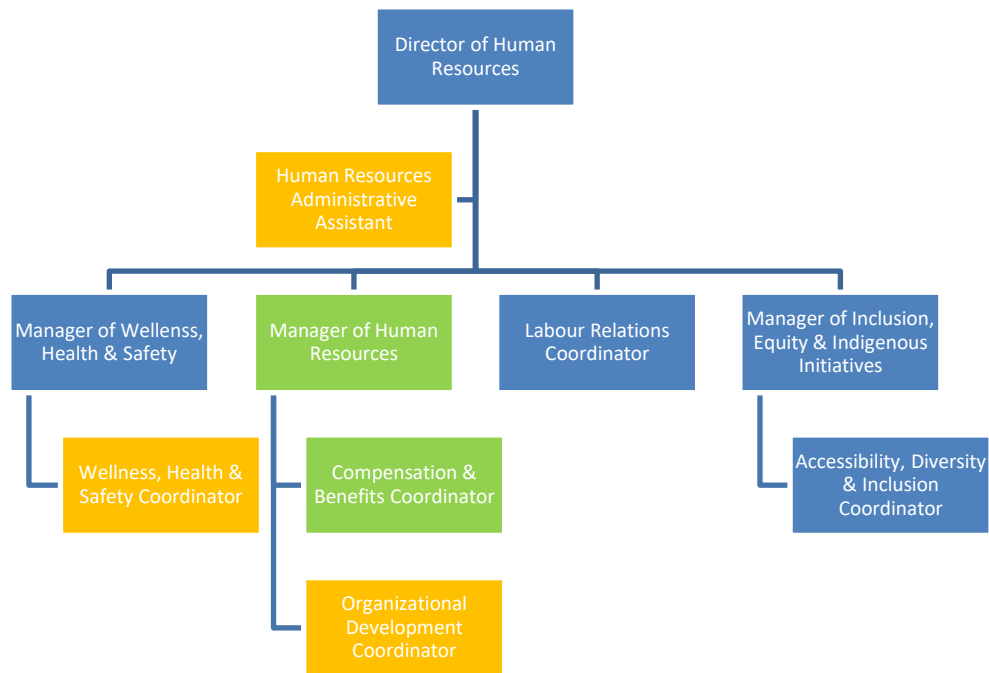 Director of Human
Resources
Human Resources
Administrative
Assistant
Manager of Wellenss,
Health & Safety
Manager of Human
Resources
Labour Relations
Coordinator
Manager of Inclusion,
Equity & Indigenous
Initiatives
Wellness, Health &
Safety Coordinator
Compensation &
Benefits Coordinator
Accessibility, Diversity
& Inclusion
Coordinator
Organizational
Development
Coordinator